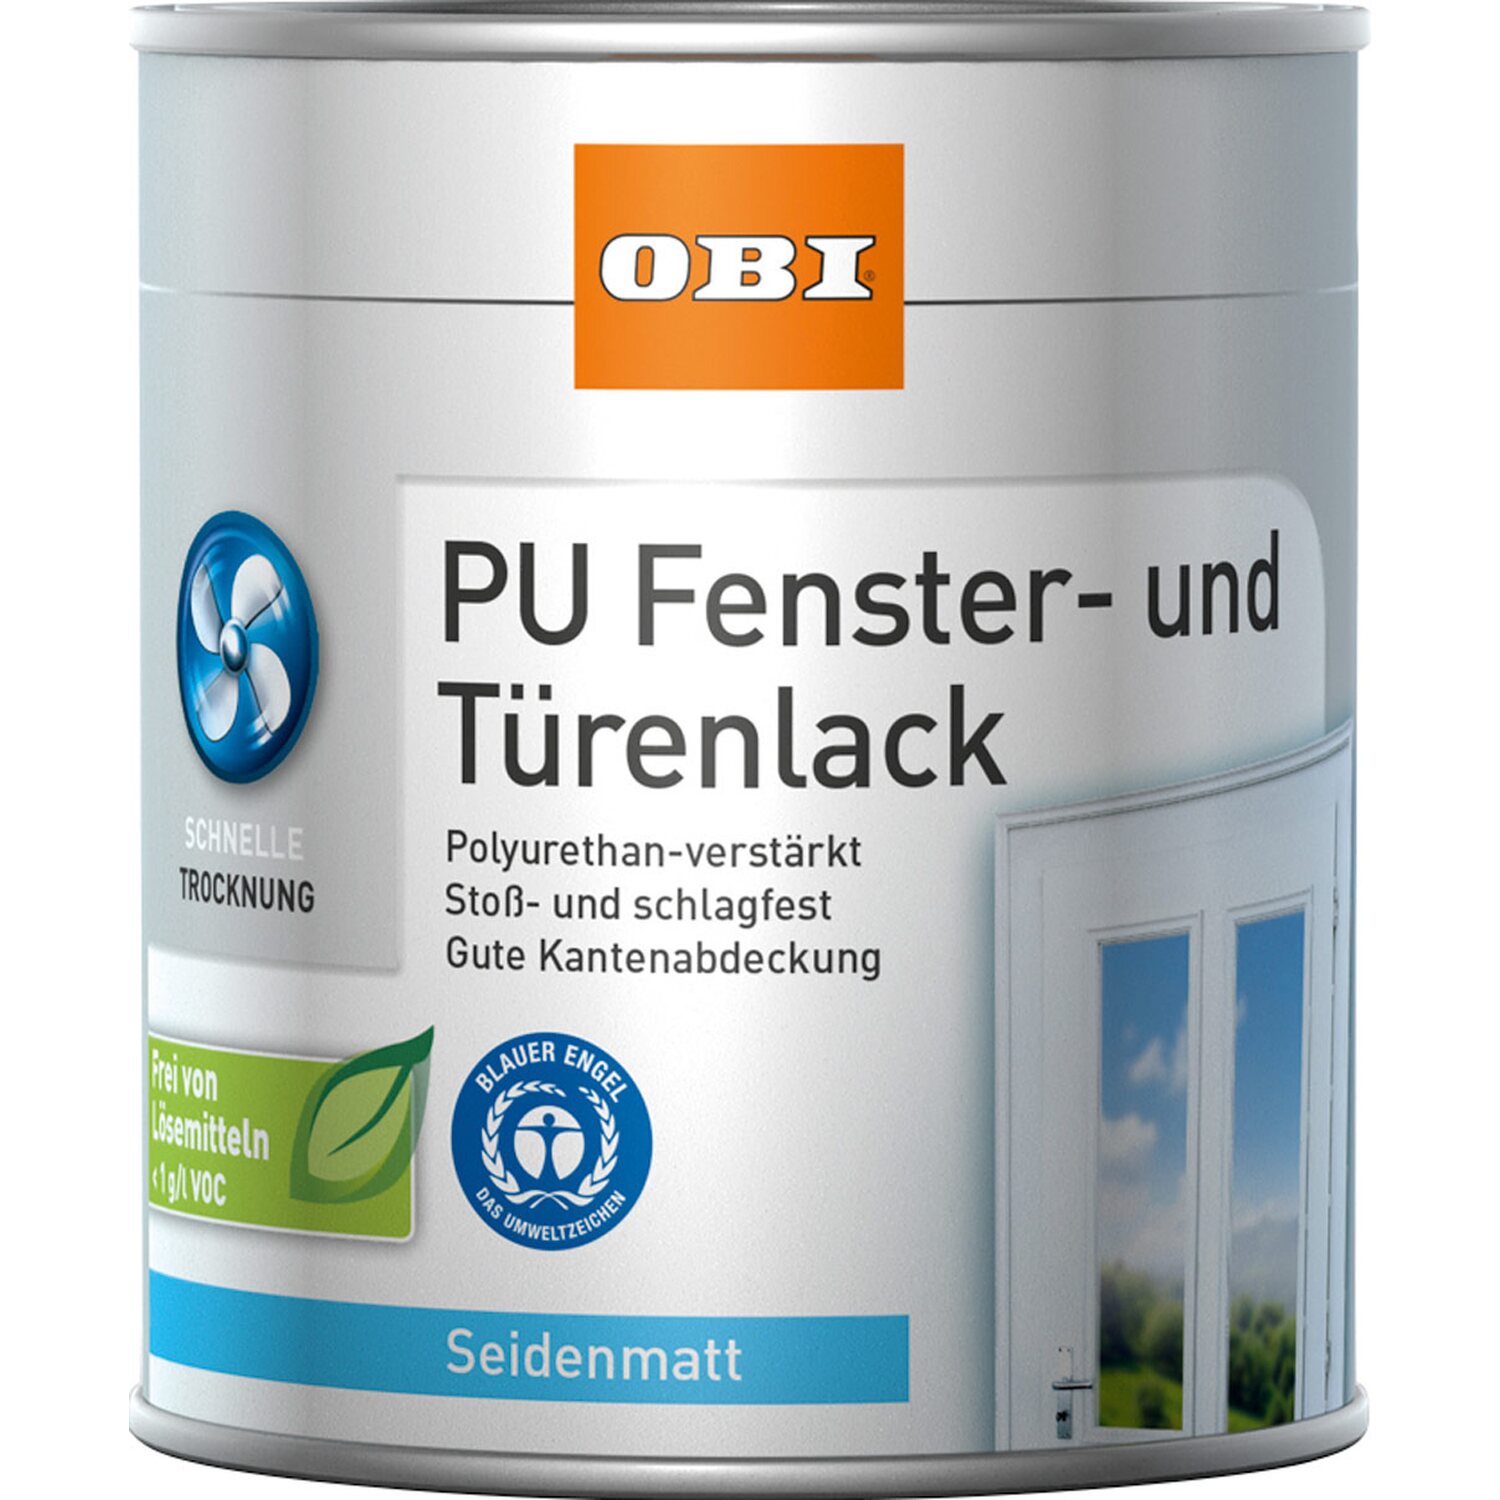 OBI®
PU Fenster- und
Türenlack
Polyurethan-verstärkt
Stoß- und schlagfest
Gute Kantenabdeckung
SCHNELLE
TROCKNUNG
Frei von
Lösemitteln
< 1 g/l VOC
BLAUER ENGEL
DAS UMWELTZEICHEN
Seidenmatt